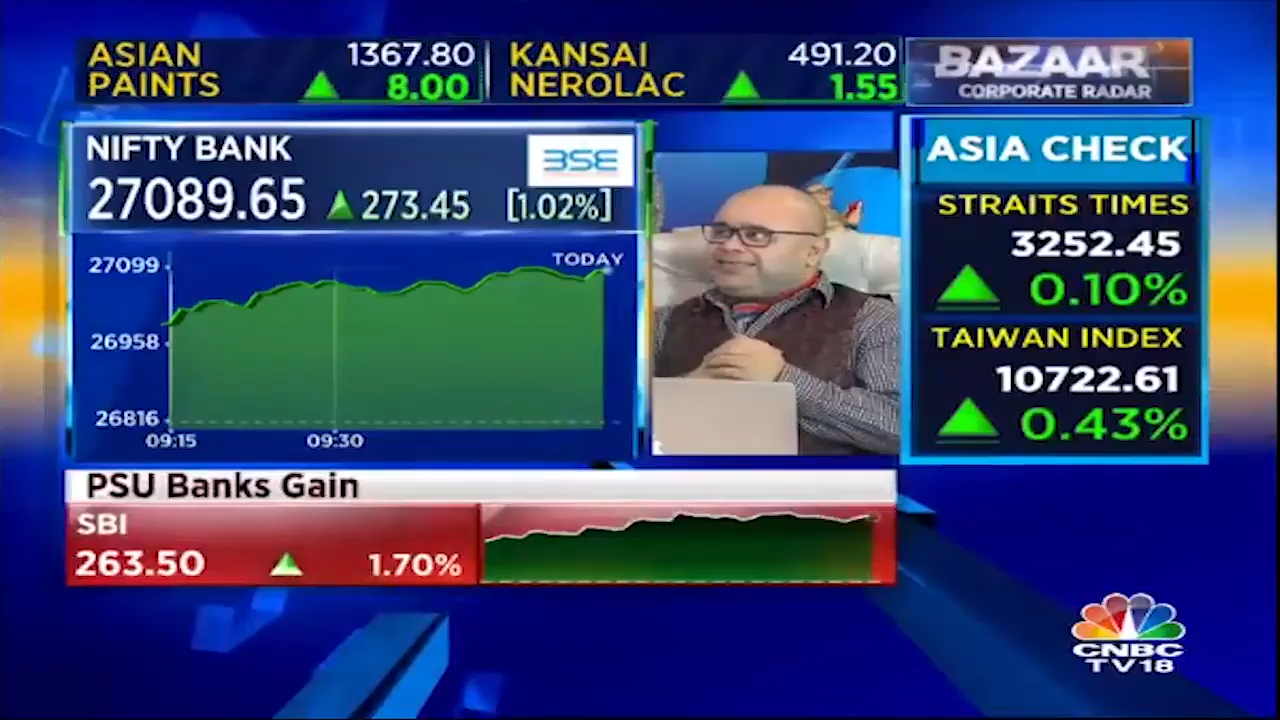 ASIAN PAINTS 1367.80 8.00
KANSAI NEROLAC 491.20 1.55
BAZAAR
CORPORATE RADAR
NIFTY BANK
BSE
27089.65 273.45 [1.02%]
TODAY
27099
26958
26816
09:15 09:30
ASIA CHECK
STRAITS TIMES
3252.45
0.10%
TAIWAN INDEX
10722.61
0.43%
PSU Banks Gain
SBI
263.50 1.70%
CNBC
TV18